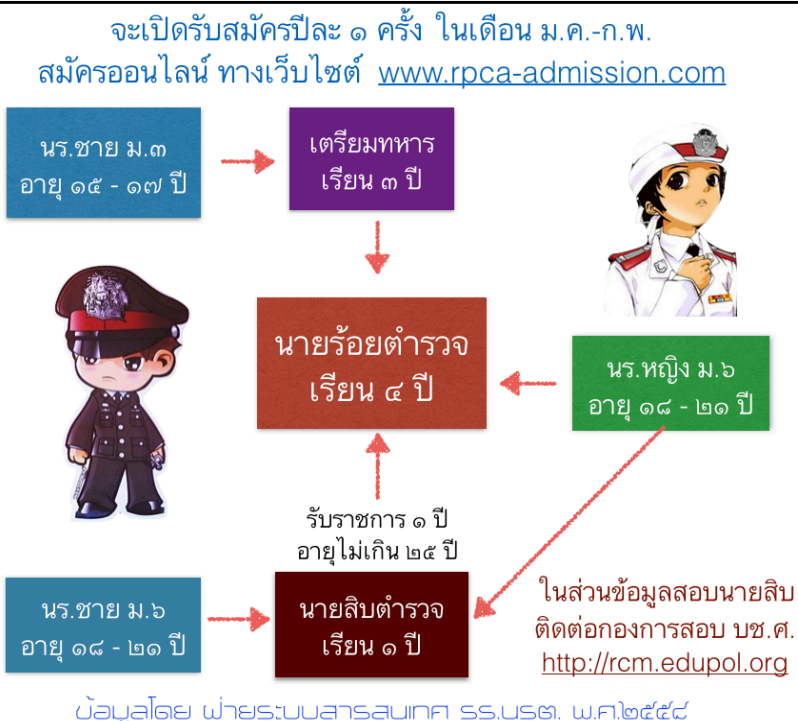 จะเปิดรับสมัครปีละ ๑ ครั้ง ในเดือน ม.ค.-ก.พ.
สมัครออนไลน์ ทางเว็บไซต์ www.rpca-admission.com
นร.ชาย ม.๓
อายุ ๑๕ - ๑๗ ปี
เตรียมทหาร
เรียน ๓ ปี
นายร้อยตำรวจ
เรียน ๔ ปี
นร.หญิง ม.๖
อายุ ๑๘ - ๒๑ ปี
รับราชการ ๑ ปี
อายุไม่เกิน ๒๕ ปี
นร.ชาย ม.๖
อายุ ๑๘ - ๒๑ ปี
นายสิบตำรวจ
เรียน ๑ ปี
ในส่วนข้อมูลสอบนายสิบ
ติดต่อกองการสอบ บช.ศ.
http://rcm.edupol.org
ข้อมูลโดย ฝ่ายระบบสารสนเทศ รร.นรต. พ.ศ.๒๕๕๘